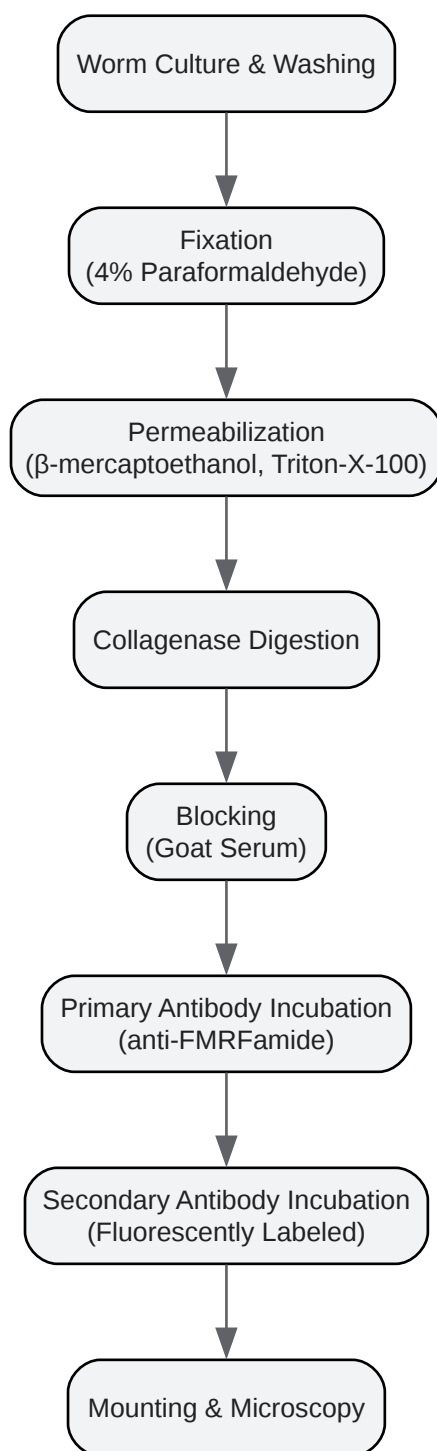 Worm Culture & Washing
Fixation
(4% Paraformaldehyde)
Permeabilization
(β-mercaptoethanol, Triton-X-100)
Collagenase Digestion
Blocking
(Goat Serum)
Primary Antibody Incubation
(anti-FMRFamide)
Secondary Antibody Incubation
(Fluorescently Labeled)
Mounting & Microscopy